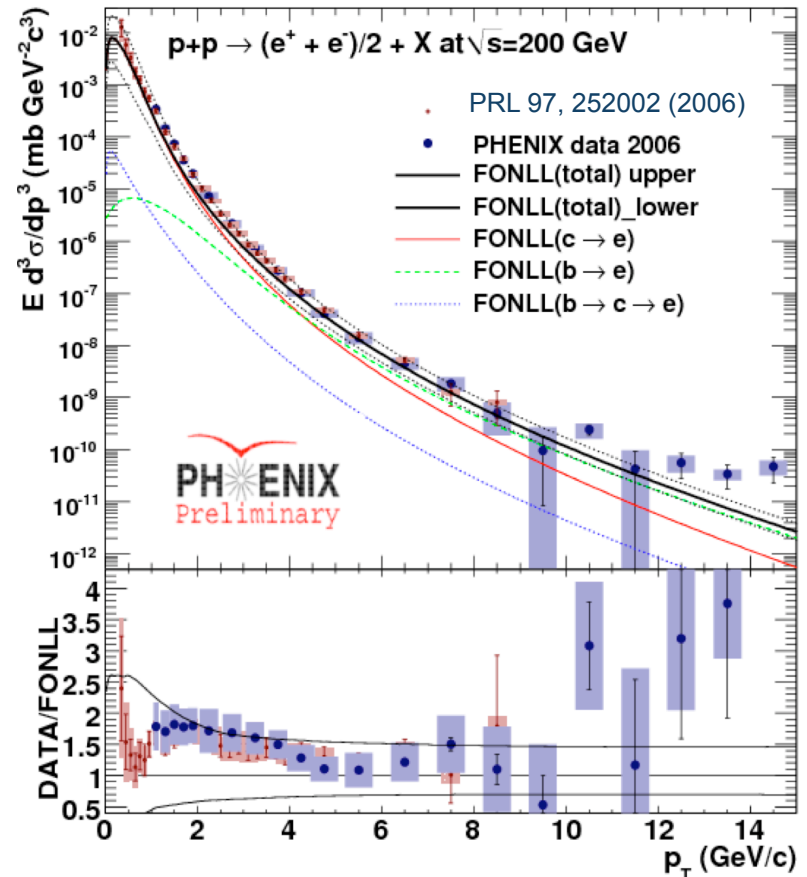 p+p → (e⁺ + e⁻)/2 + X at √s=200 GeV
PRL 97, 252002 (2006)
PHENIX data 2006
FONLL(total) upper
FONLL(total)_lower
FONLL(c → e)
FONLL(b → e)
FONLL(b → c → e)
E d³σ/dp³ (mb GeV⁻²c³)
10⁻²
10⁻³
10⁻⁴
10⁻⁵
10⁻⁶
10⁻⁷
10⁻⁸
10⁻⁹
10⁻¹⁰
10⁻¹¹
10⁻¹²
PHENIX
Preliminary
DATA/FONLL
4
3.5
3
2.5
2
1.5
1
0.5
0 2 4 6 8 10 12 14
p_T (GeV/c)